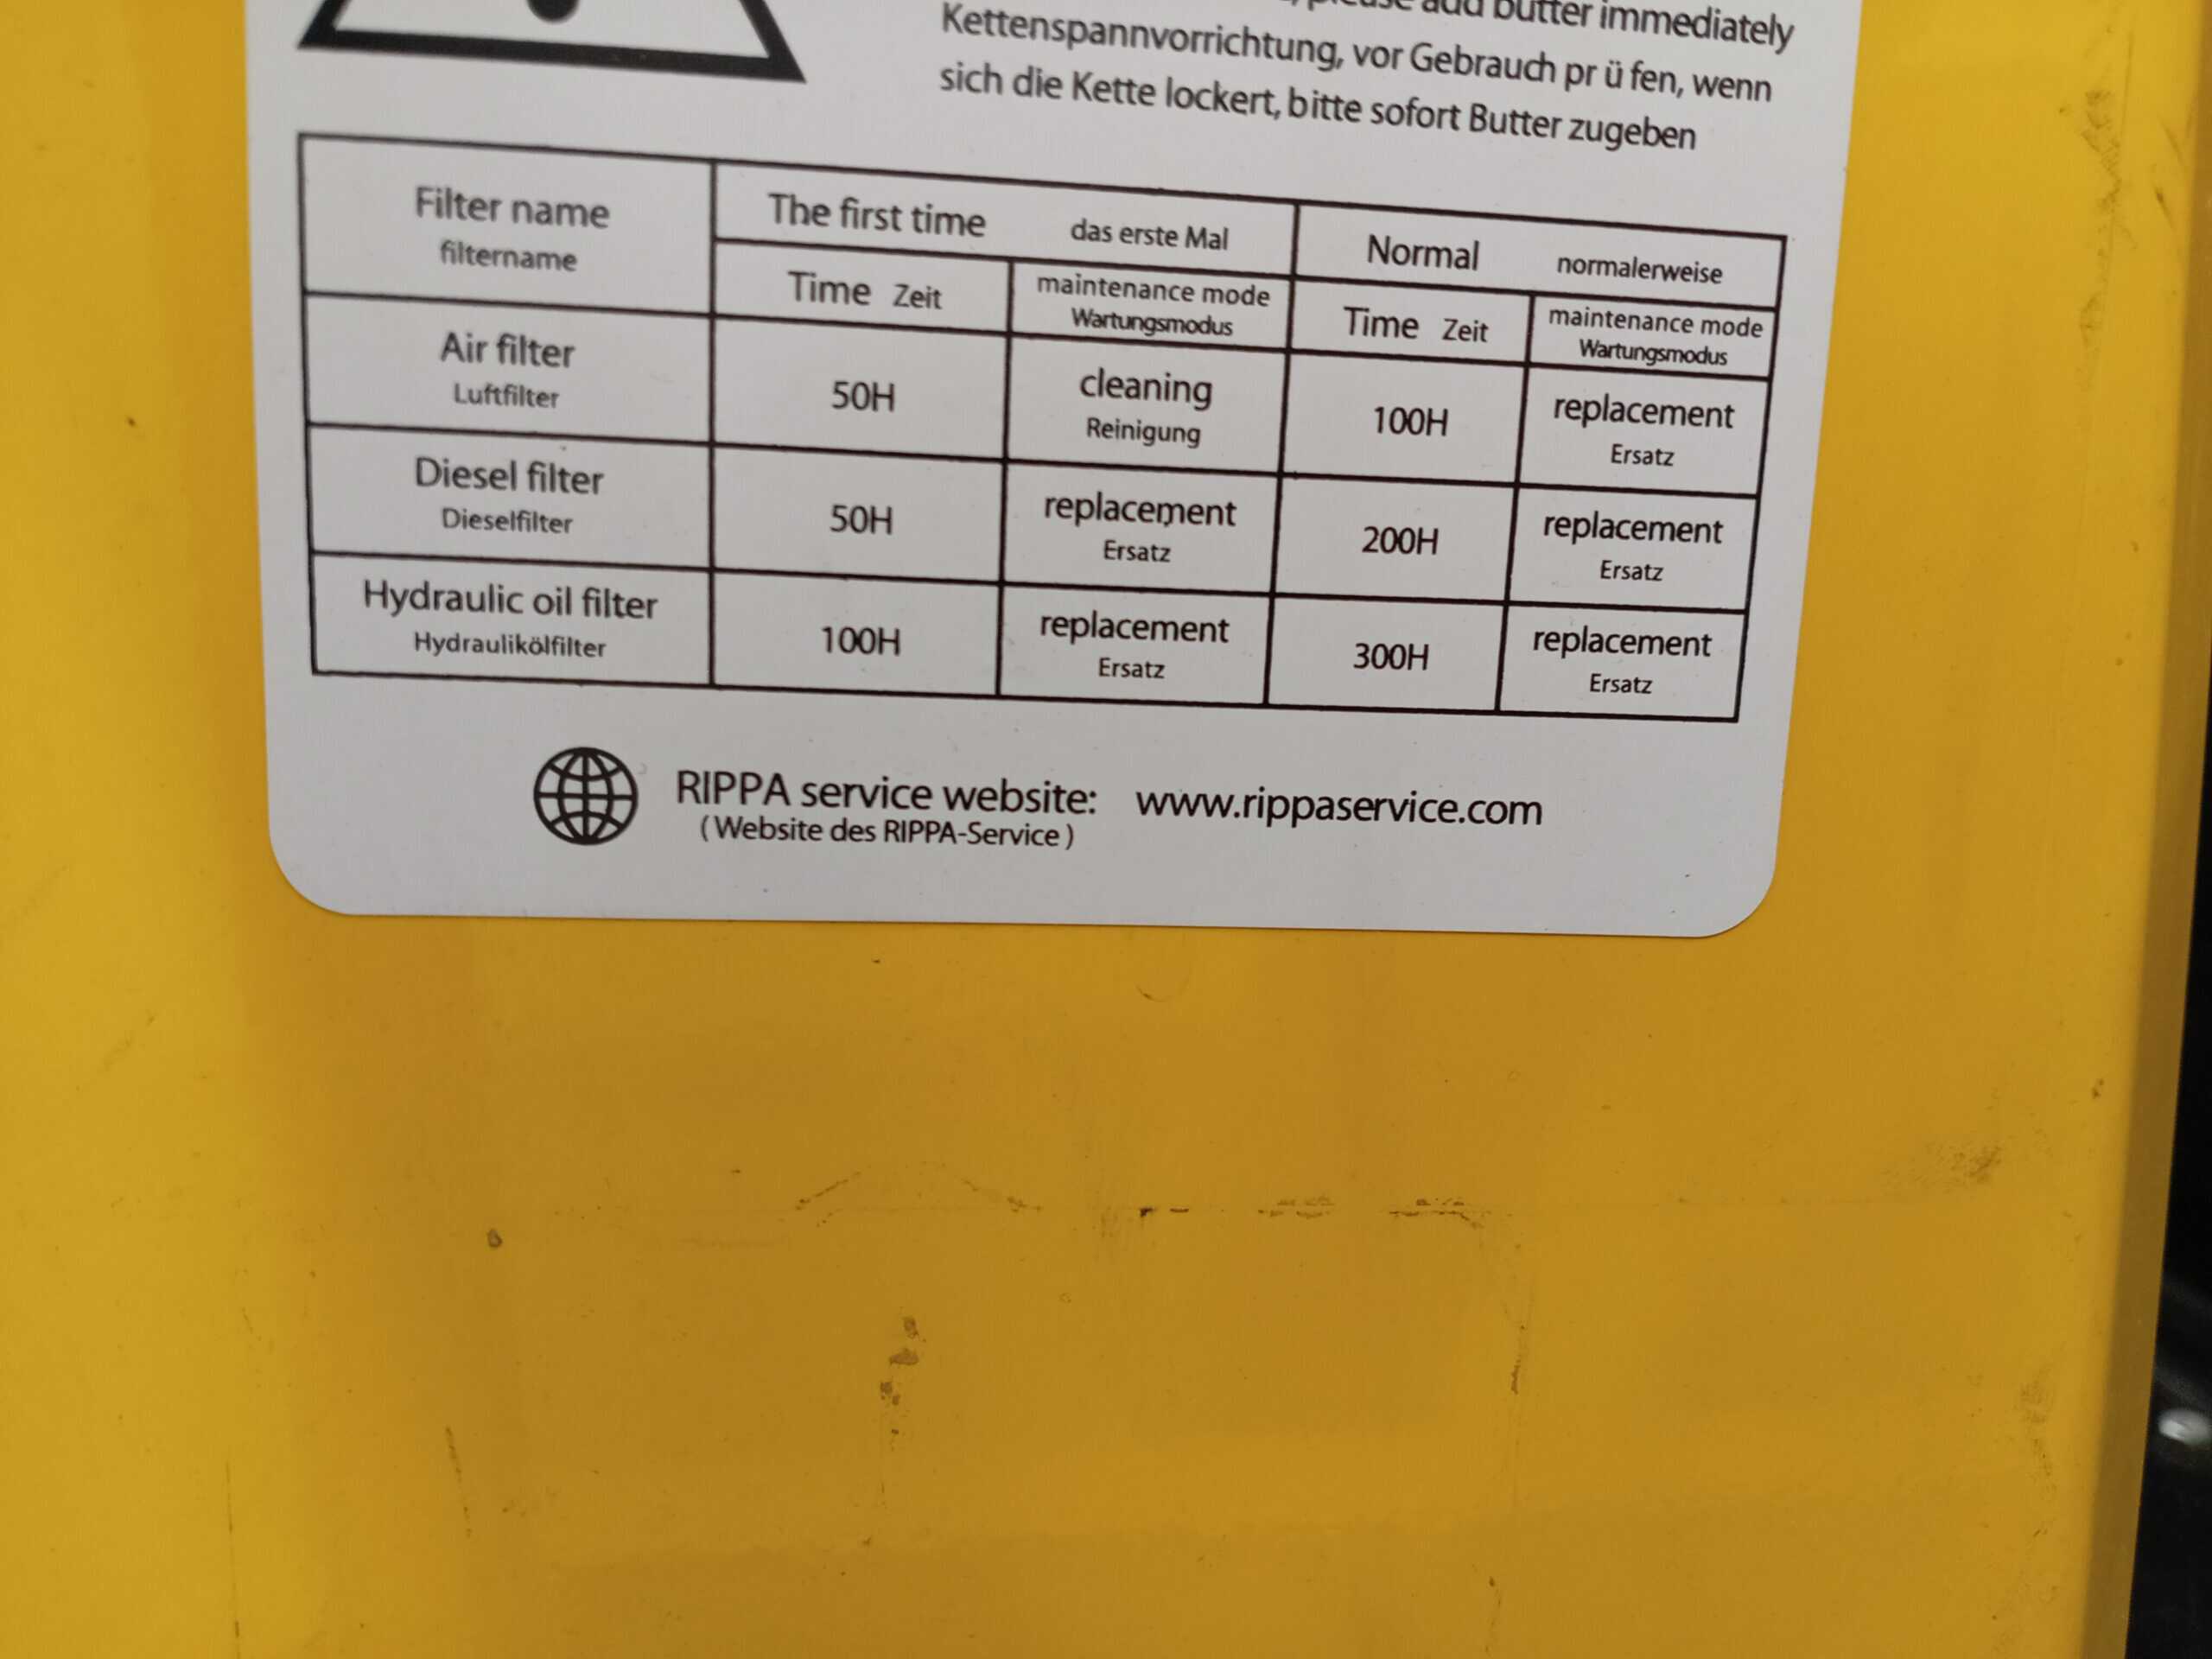 please add butter immediately
Kettenspannvorrichtung, vor Gebrauch pr ü fen, wenn
sich die Kette lockert, bitte sofort Butter zugeben
Filter name
filtername
The first time das erste Mal
Normal normalerweise
Time Zeit
maintenance mode
Wartungsmodus
Time Zeit
maintenance mode
Wartungsmodus
Air filter
Luftfilter
50H
cleaning
Reinigung
100H
replacement
Ersatz
Diesel filter
Dieselfilter
50H
replacement
Ersatz
200H
replacement
Ersatz
Hydraulic oil filter
Hydraulikölfilter
100H
replacement
Ersatz
300H
replacement
Ersatz
RIPPA service website: www.rippaservice.com
(Website des RIPPA-Service)